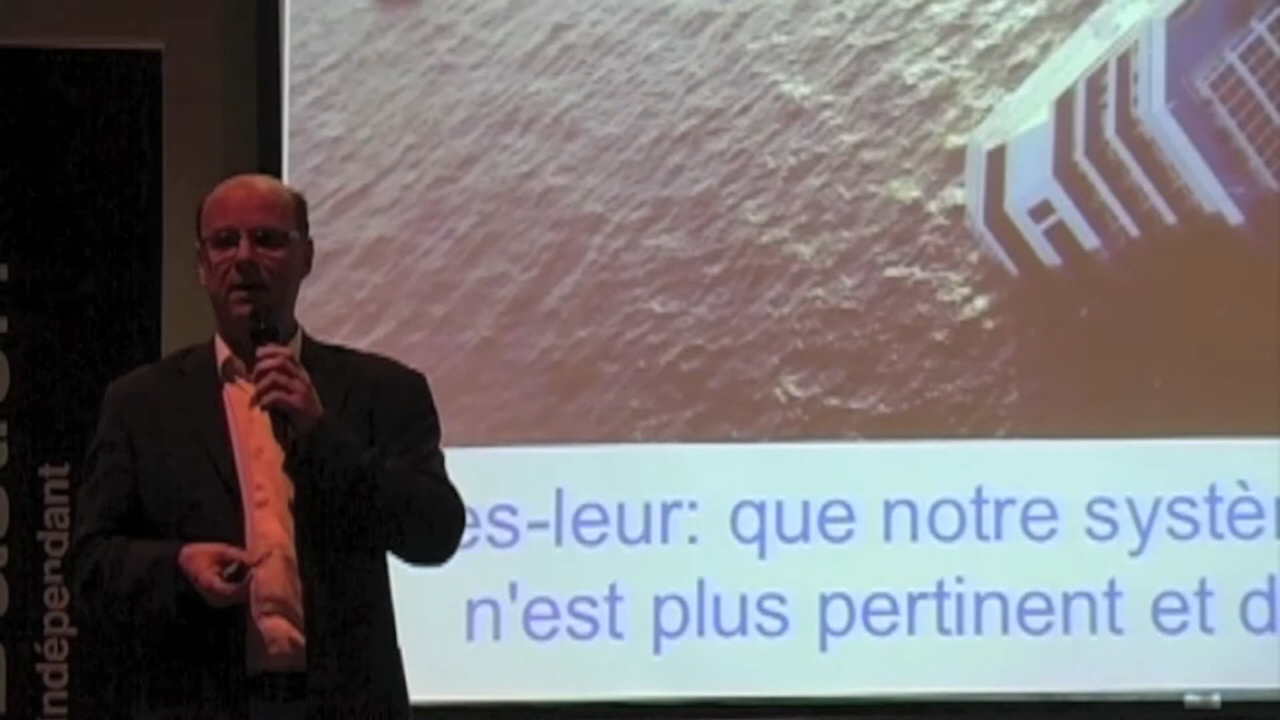 es-leur: que notre systè
n'est plus pertinent et d
indépendant